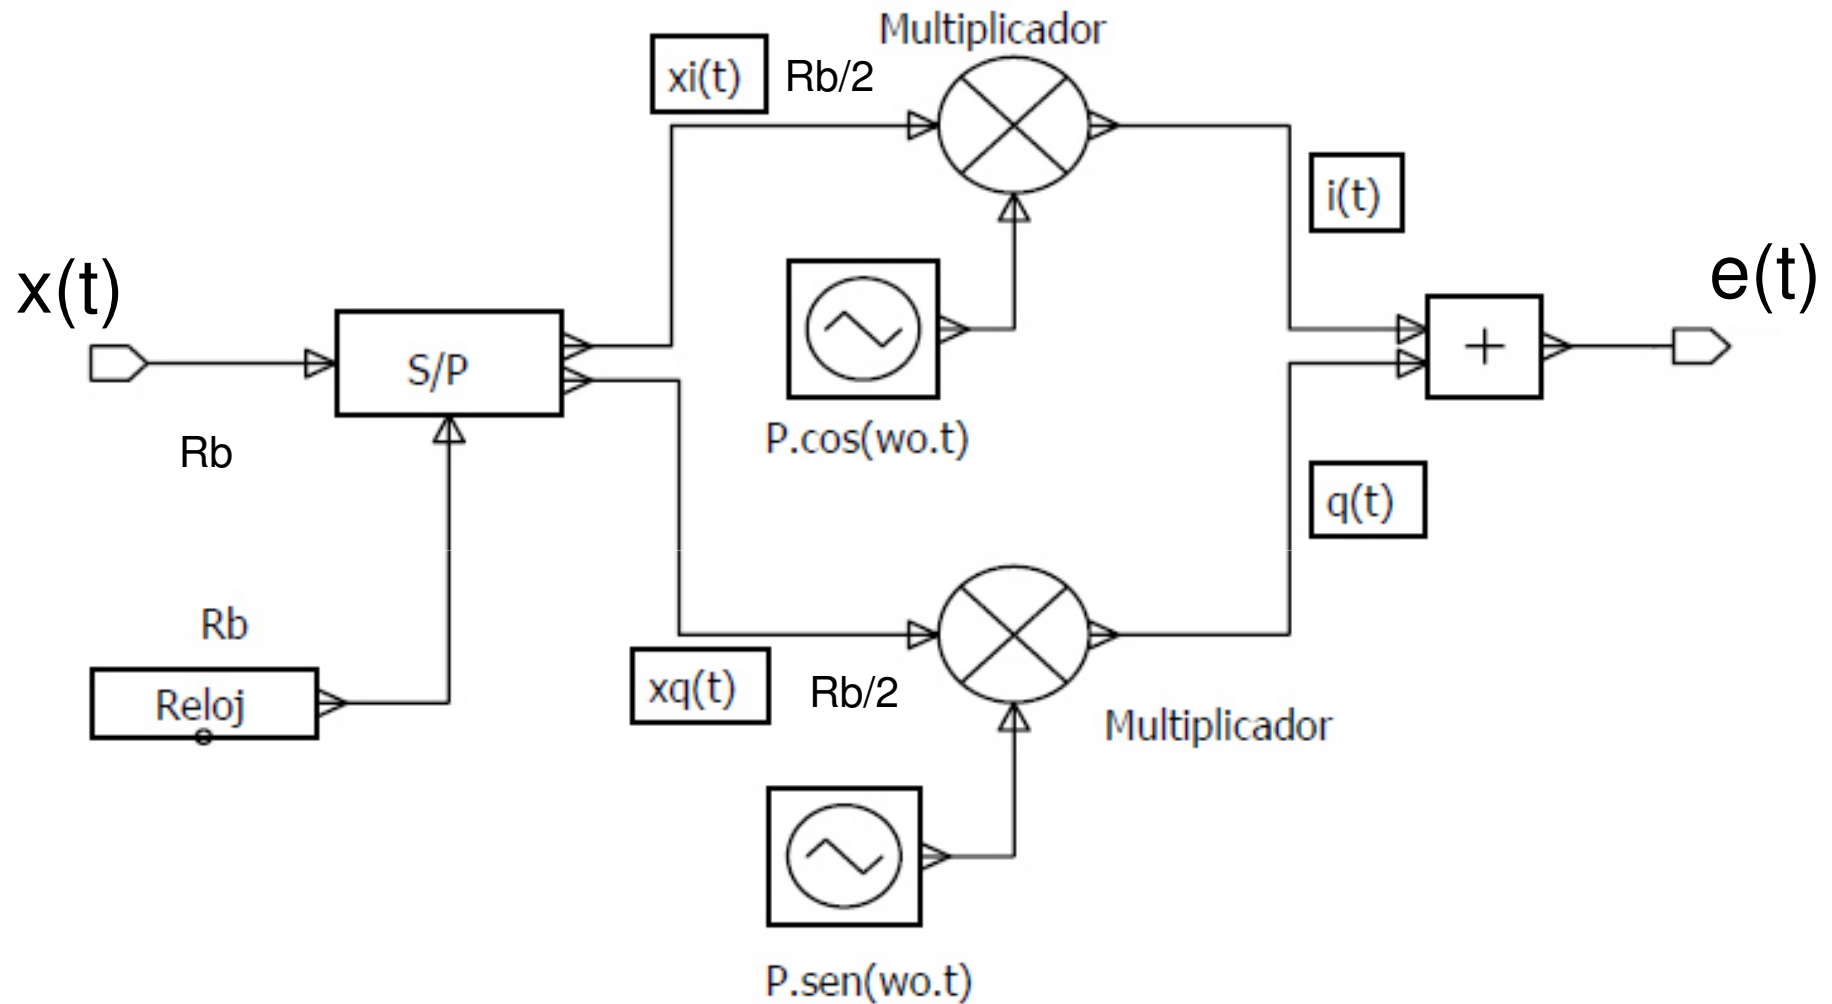 Multiplicador
xi(t)
Rb/2
i(t)
x(t)
e(t)
S/P
+
P.cos(wo.t)
Rb
q(t)
Rb
Reloj
xq(t)
Rb/2
Multiplicador
P.sen(wo.t)